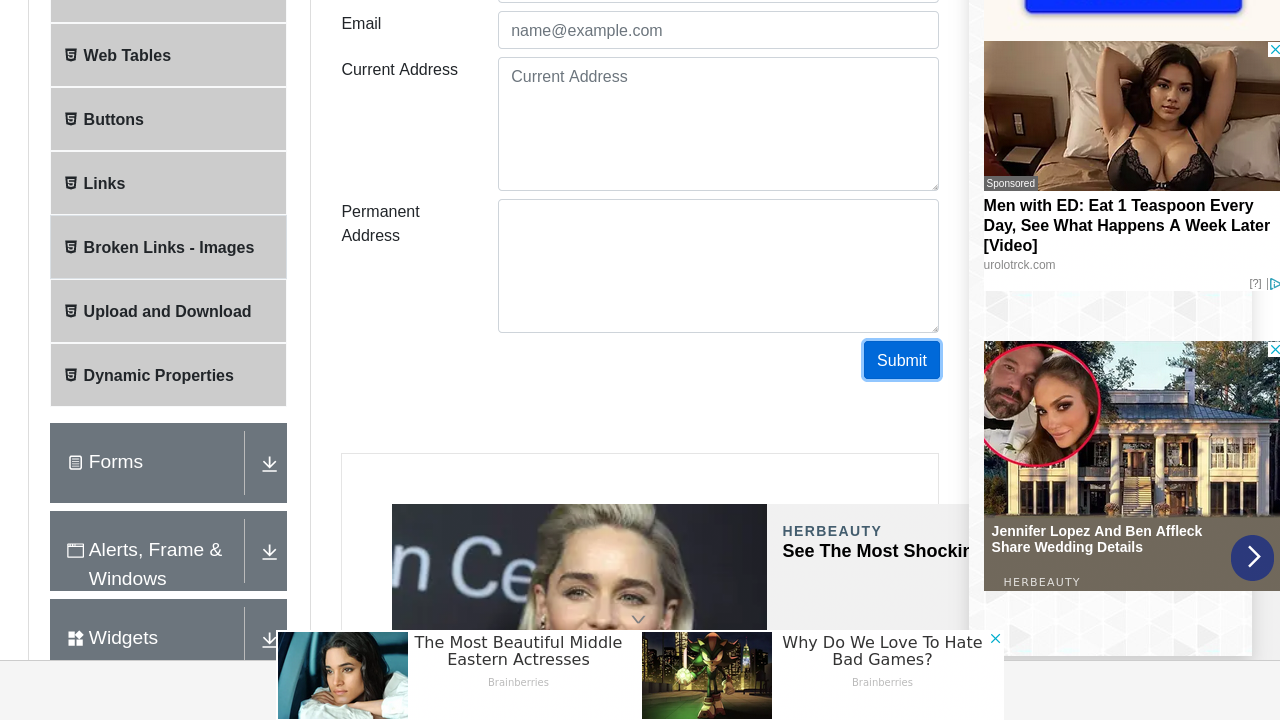 Email
name@example.com
Web Tables
Current Address
Current Address
Buttons
Links
Permanent
Address
Broken Links - Images
Upload and Download
Submit
Dynamic Properties
Forms
Alerts, Frame &
Windows
Widgets
HERBEAUTY
See The Most Shockin
The Most Beautiful Middle
Eastern Actresses
Brainberries
Why Do We Love To Hate
Bad Games?
Brainberries
Sponsored
Men with ED: Eat 1 Teaspoon Every
Day, See What Happens A Week Later
[Video]
urolotrck.com
[?]
Jennifer Lopez And Ben Affleck
Share Wedding Details
HERBEAUTY